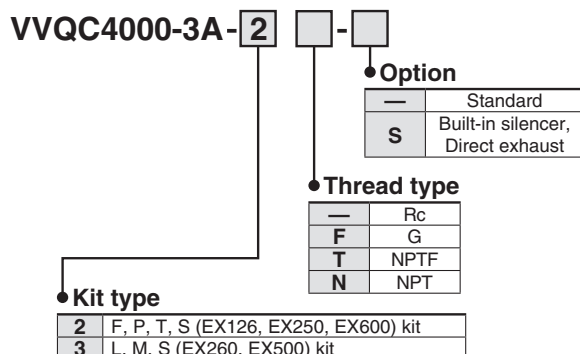 VVQC4000-3A-2 -
Option
— Standard
S Built-in silencer,
Direct exhaust
Thread type
— Rc
F G
T NPTF
N NPT
Kit type
2 F, P, T, S (EX126, EX250, EX600) kit
3 L, M, S (EX260, EX500) kit